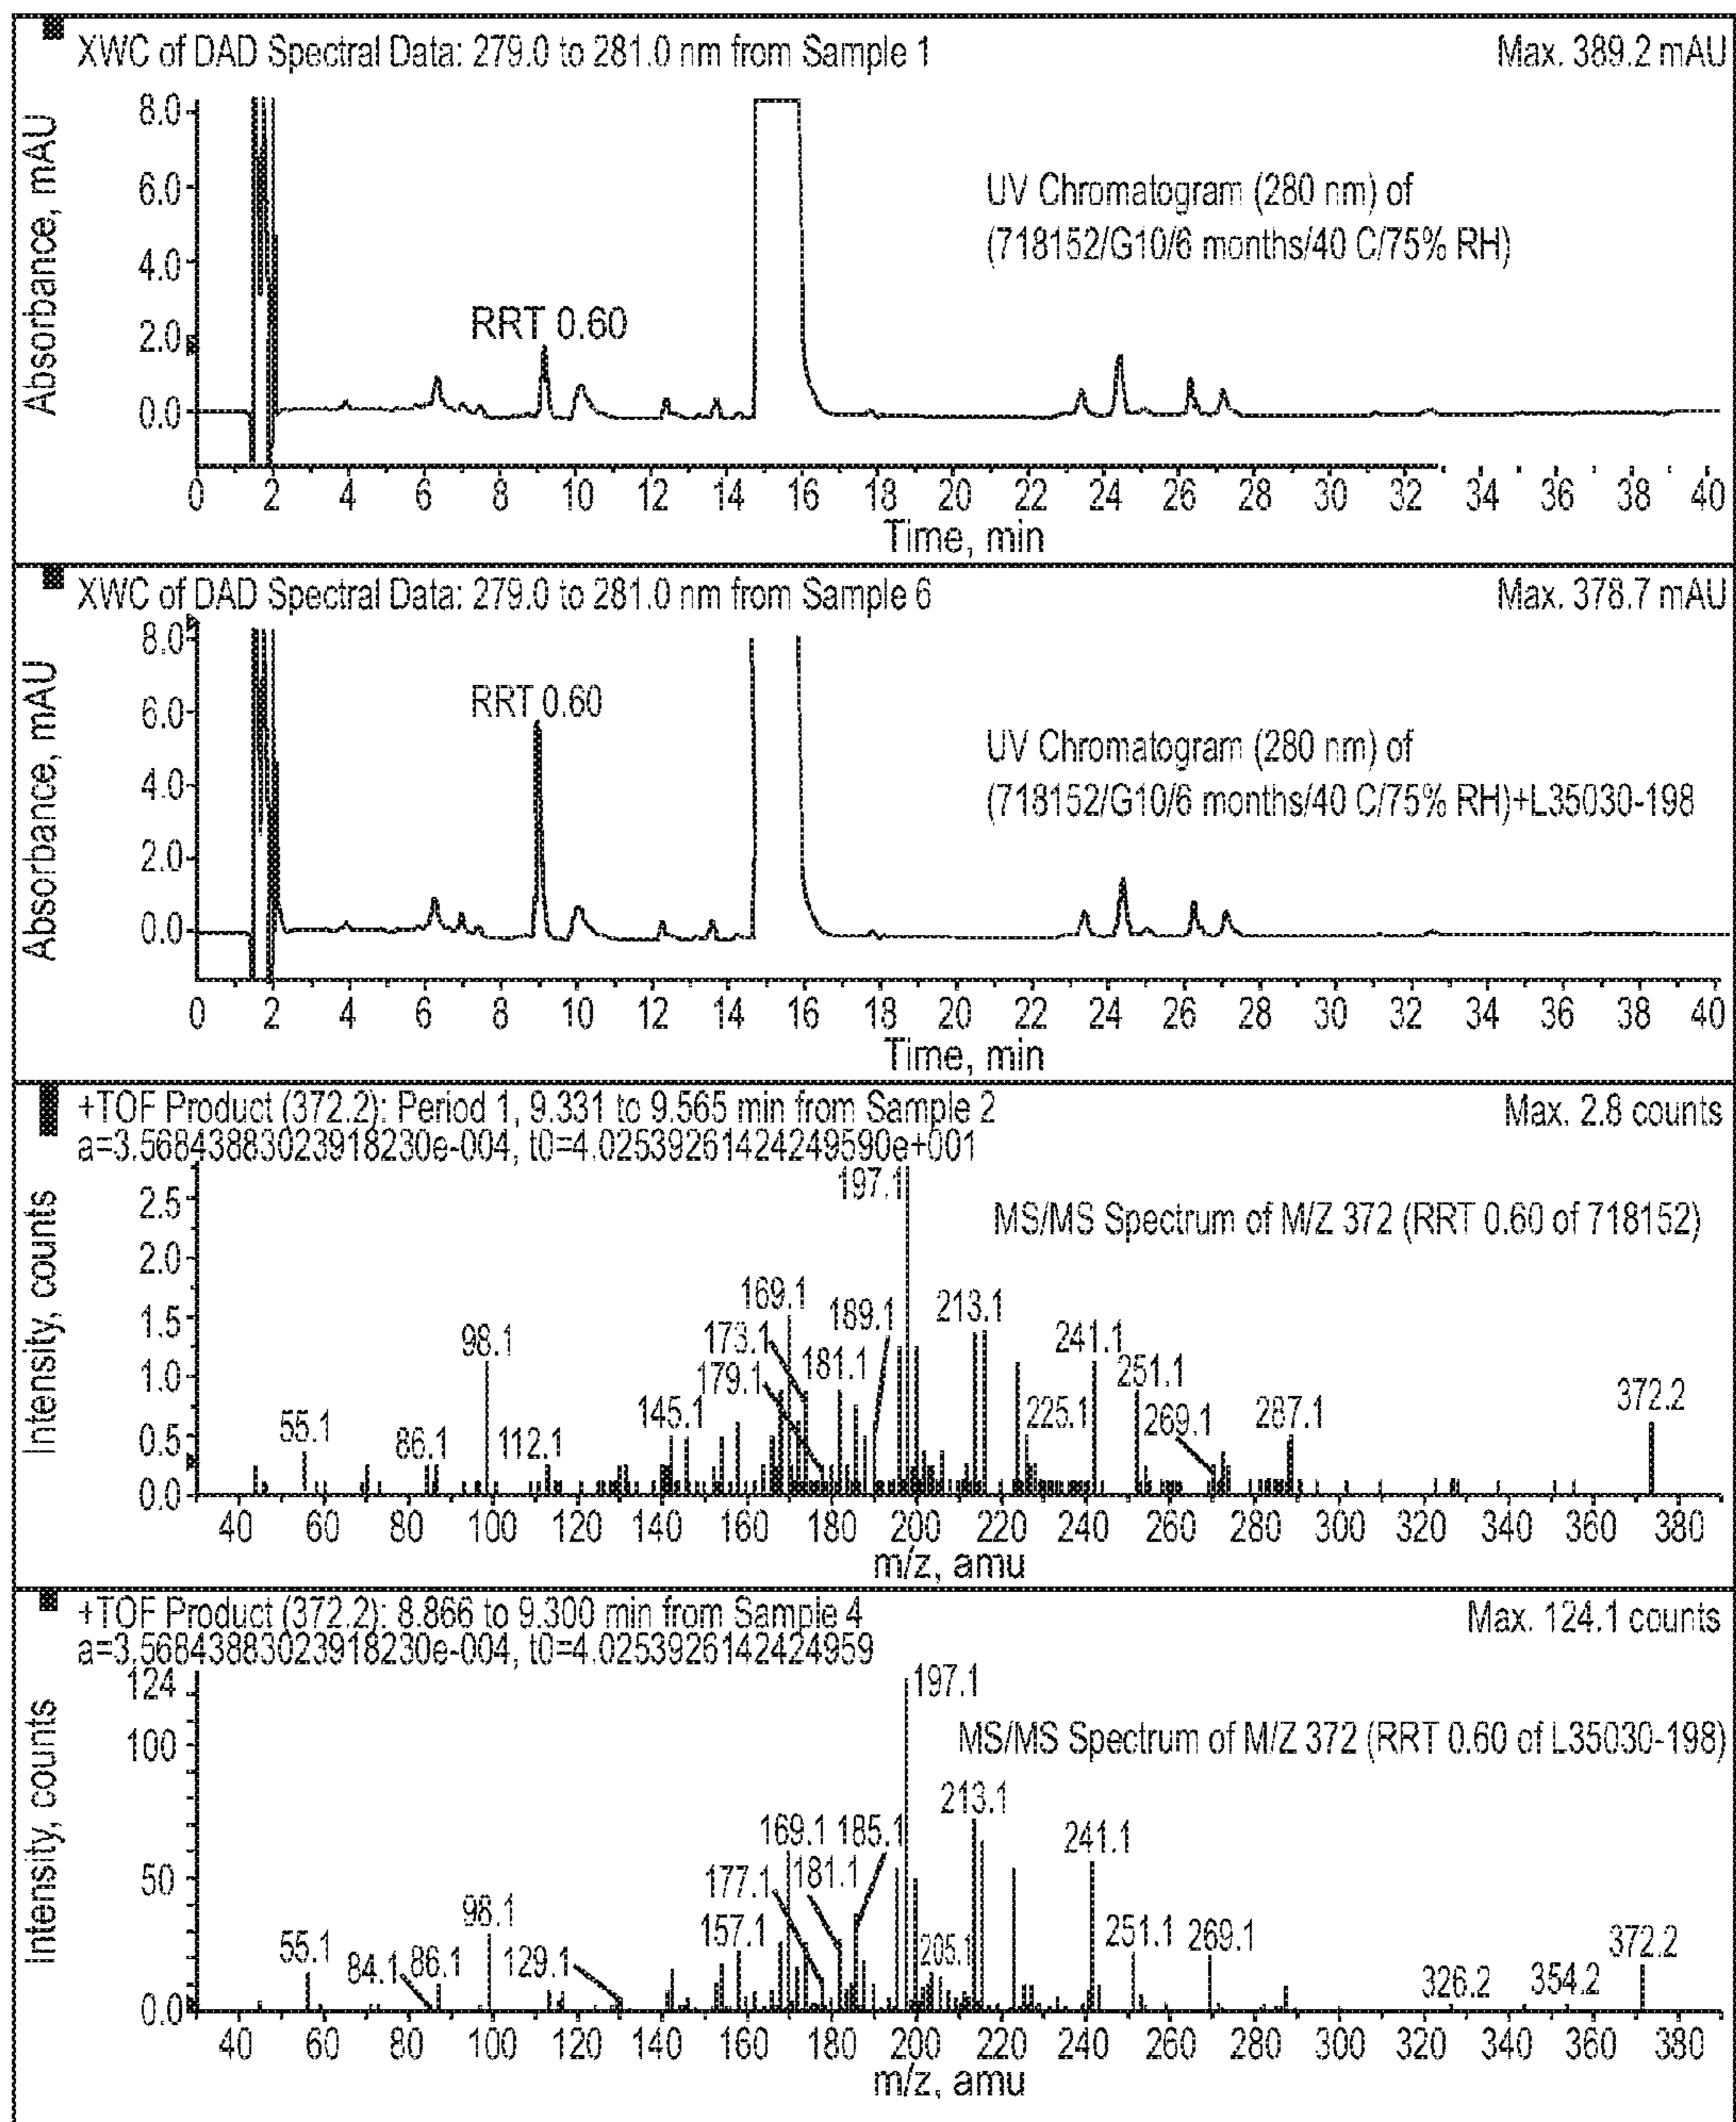 XWC of DAD Spectral Data: 279.0 to 281.0 nm from Sample 1
Max. 389.2 mAU
Absorbance, mAU
8.0
6.0
4.0
2.0
0.0
UV Chromatogram (280 nm) of
(718152/G10/6 months/40 C/75% RH)
RRT 0.60
0 2 4 6 8 10 12 14 16 18 20 22 24 26 28 30 32 34 36 38 40
Time, min
XWC of DAD Spectral Data: 279.0 to 281.0 nm from Sample 6
Max. 378.7 mAU
Absorbance, mAU
8.0
6.0
4.0
2.0
0.0
RRT 0.60
UV Chromatogram (280 nm) of
(718152/G10/6 months/40 C/75% RH)+L35030-198
0 2 4 6 8 10 12 14 16 18 20 22 24 26 28 30 32 34 36 38 40
Time, min
+TOF Product (372.2): Period 1, 9.331 to 9.565 min from Sample 2
Max. 2.8 counts
a=3.56843883023918230e-004, t0=4.02539261424249590e+001
Intensity, counts
2.5
2.0
1.5
1.0
0.5
0.0
197.1
MS/MS Spectrum of M/Z 372 (RRT 0.60 of 718152)
169.1
189.1
213.1
173.1
98.1
179.1
181.1
241.1
251.1
55.1
86.1
112.1
145.1
225.1
269.1
287.1
372.2
40 60 80 100 120 140 160 180 200 220 240 260 280 300 320 340 360 380
m/z, amu
+TOF Product (372.2): 8.866 to 9.300 min from Sample 4
Max. 124.1 counts
a=3.56843883023918230e-004, t0=4.0253926142424959
Intensity, counts
124
100
50
0.0
197.1
MS/MS Spectrum of M/Z 372 (RRT 0.60 of L35030-198)
213.1
169.1
185.1
181.1
241.1
177.1
157.1
98.1
55.1
84.1
86.1
129.1
205.1
251.1
269.1
326.2
354.2
372.2
40 60 80 100 120 140 160 180 200 220 240 260 280 300 320 340 360 380
m/z, amu